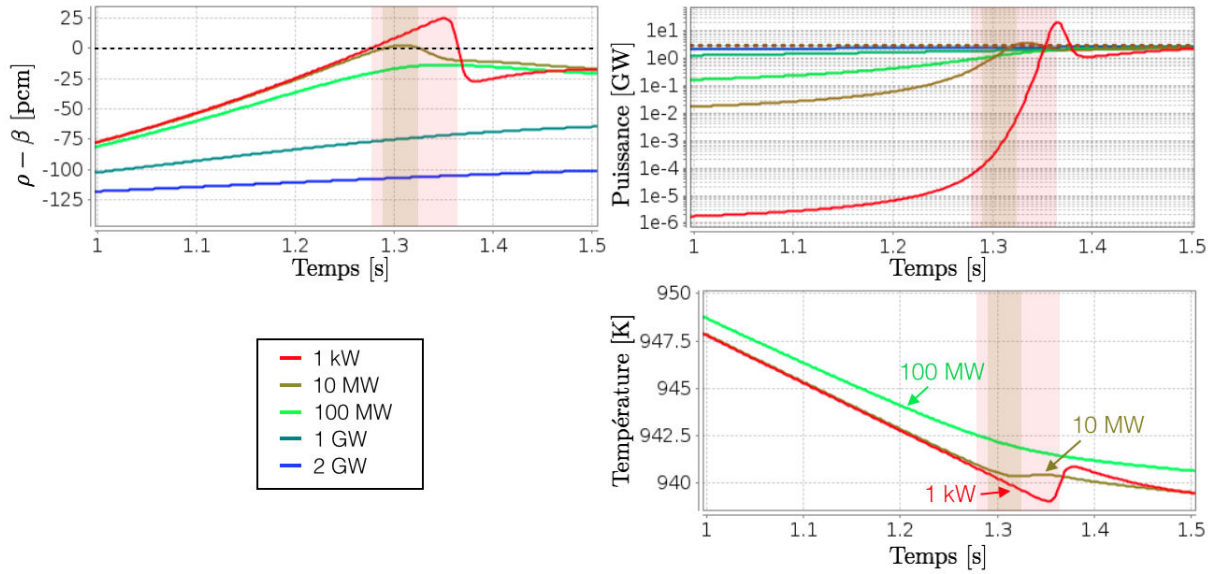 ρ − β [pcm]
25
0
-25
-50
-75
-100
-125
1
1.1
1.2
1.3
1.4
1.5
Temps [s]
Puissance [GW]
1e1
1e0
1e-1
1e-2
1e-3
1e-4
1e-5
1e-6
1
1.1
1.2
1.3
1.4
1.5
Temps [s]
1 kW
10 MW
100 MW
1 GW
2 GW
Température [K]
950
947.5
945
942.5
940
100 MW
10 MW
1 kW
1
1.1
1.2
1.3
1.4
1.5
Temps [s]